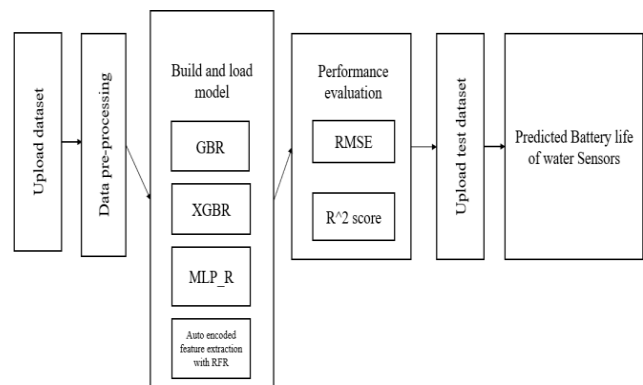 Upload dataset
Data pre-processing
Build and load
model
GBR
XGBR
MLP_R
Auto encoded
feature extraction
with RFR
Performance
evaluation
RMSE
R^2 score
Upload test dataset
Predicted Battery life
of water Sensors